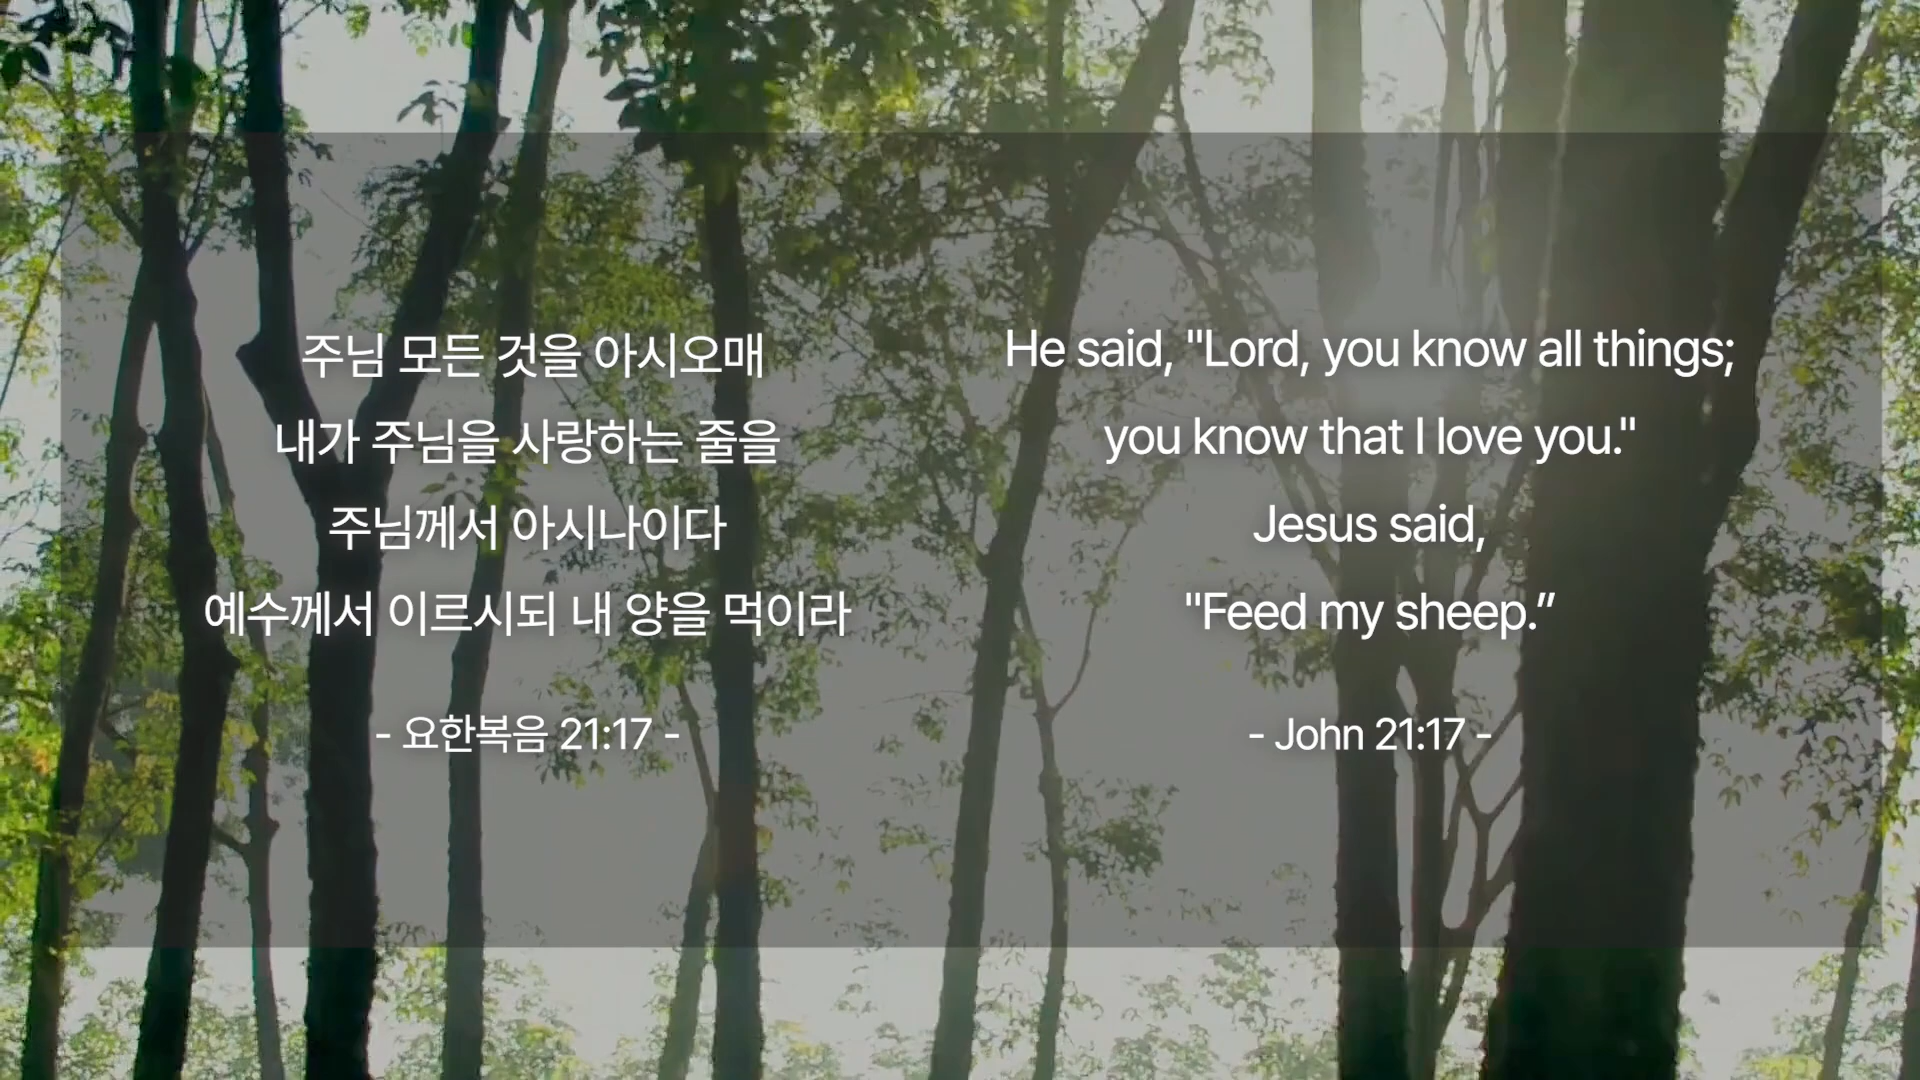 주님 모든 것을 아시오매
내가 주님을 사랑하는 줄을
주님께서 아시나이다
예수께서 이르시되 내 양을 먹이라
- 요한복음 21:17 -
He said, "Lord, you know all things;
you know that I love you."
Jesus said,
"Feed my sheep.”
- John 21:17 -